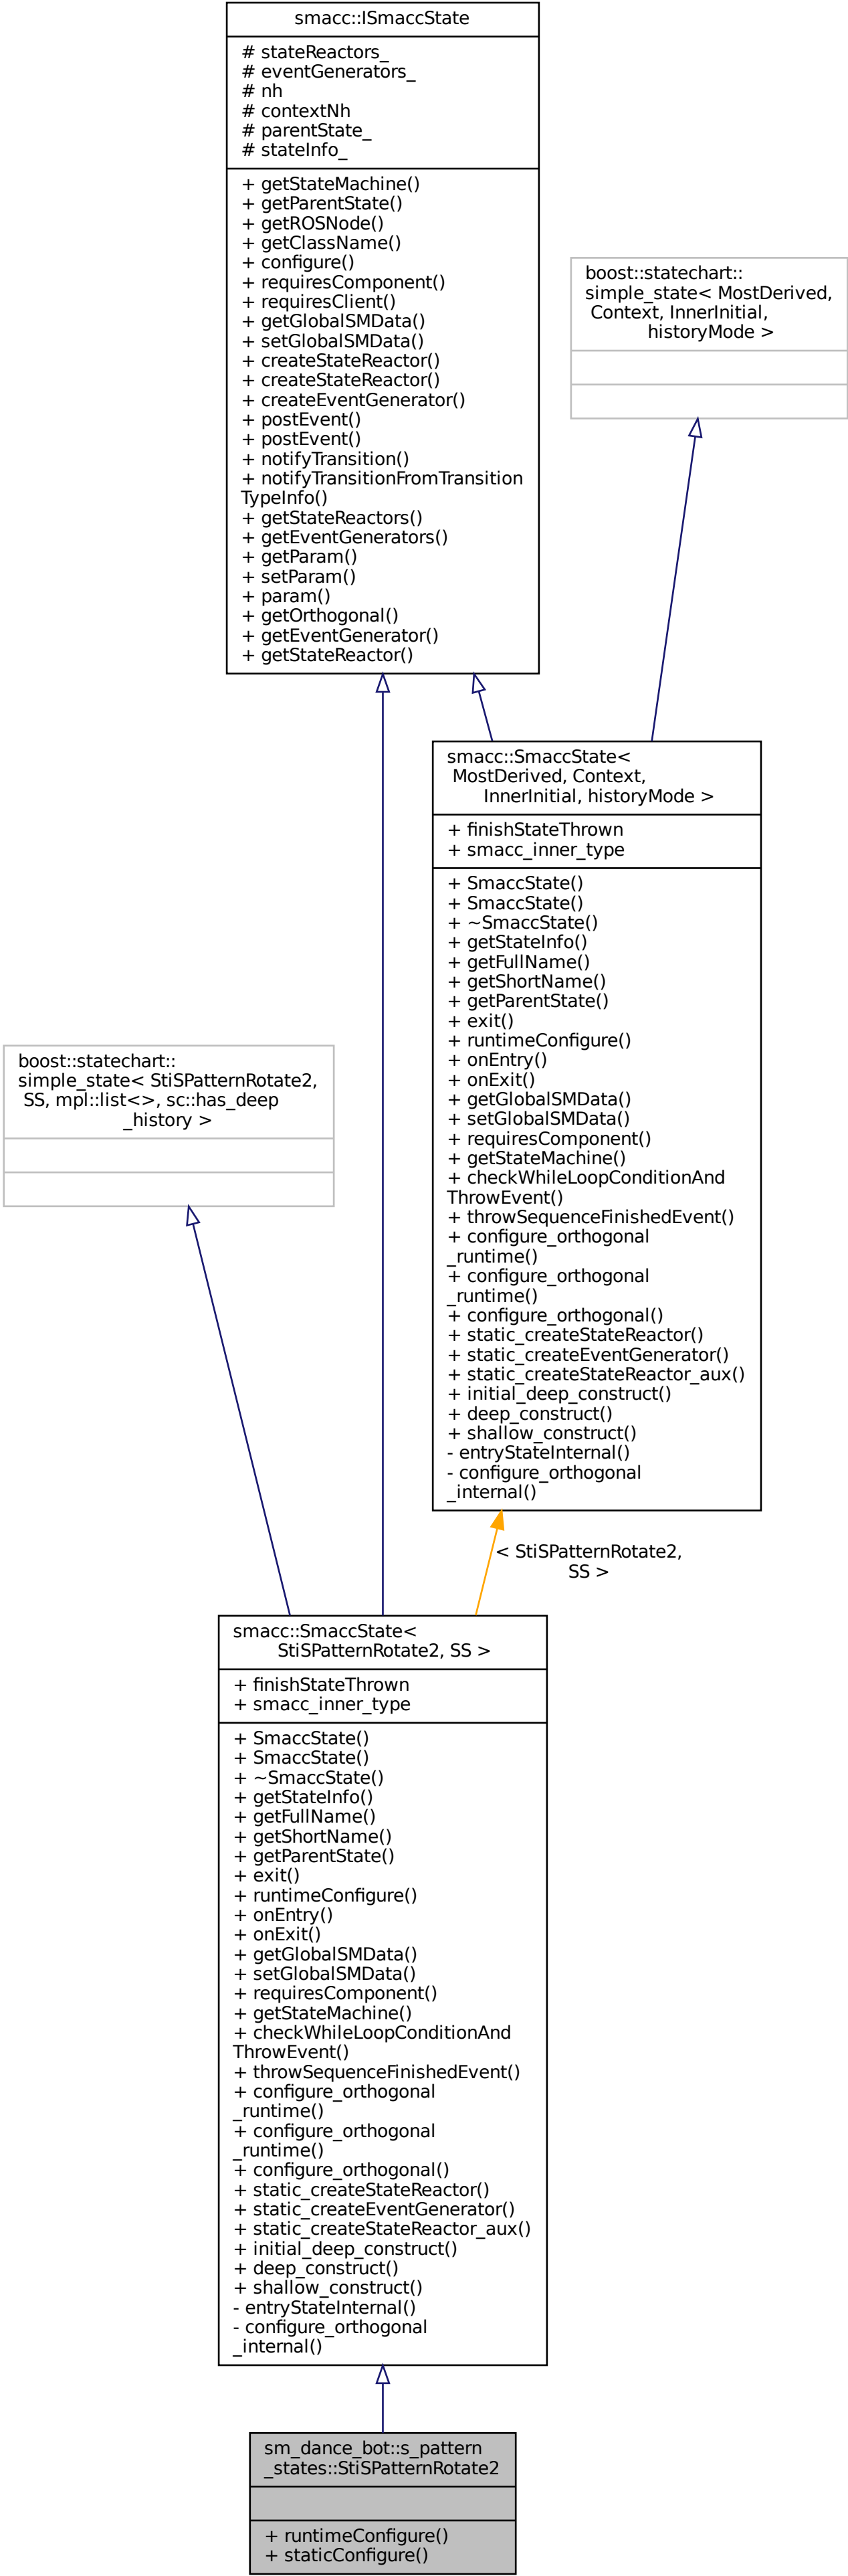 smacc::ISmaccState
# stateReactors_
# eventGenerators_
# nh
# contextNh
# parentState_
# stateInfo_
+ getStateMachine()
+ getParentState()
+ getROSNode()
+ getClassName()
+ configure()
+ requiresComponent()
+ requiresClient()
+ getGlobalSMData()
+ setGlobalSMData()
+ createStateReactor()
+ createStateReactor()
+ createEventGenerator()
+ postEvent()
+ postEvent()
+ notifyTransition()
+ notifyTransitionFromTransition
TypeInfo()
+ getStateReactors()
+ getEventGenerators()
+ getParam()
+ setParam()
+ param()
+ getOrthogonal()
+ getEventGenerator()
+ getStateReactor()
boost::statechart::
simple_state< MostDerived,
Context, InnerInitial,
historyMode >
smacc::SmaccState<
MostDerived, Context,
InnerInitial, historyMode >
+ finishStateThrown
+ smacc_inner_type
+ SmaccState()
+ SmaccState()
+ ~SmaccState()
+ getStateInfo()
+ getFullName()
+ getShortName()
+ getParentState()
+ exit()
+ runtimeConfigure()
+ onEntry()
+ onExit()
+ getGlobalSMData()
+ setGlobalSMData()
+ requiresComponent()
+ getStateMachine()
+ checkWhileLoopConditionAnd
ThrowEvent()
+ throwSequenceFinishedEvent()
+ configure_orthogonal
_runtime()
+ configure_orthogonal
_runtime()
+ configure_orthogonal()
+ static_createStateReactor()
+ static_createEventGenerator()
+ static_createStateReactor_aux()
+ initial_deep_construct()
+ deep_construct()
+ shallow_construct()
- entryStateInternal()
- configure_orthogonal
_internal()
boost::statechart::
simple_state< StiSPatternRotate2,
SS, mpl::list<>, sc::has_deep
_history >
< StiSPatternRotate2,
SS >
smacc::SmaccState<
StiSPatternRotate2, SS >
+ finishStateThrown
+ smacc_inner_type
+ SmaccState()
+ SmaccState()
+ ~SmaccState()
+ getStateInfo()
+ getFullName()
+ getShortName()
+ getParentState()
+ exit()
+ runtimeConfigure()
+ onEntry()
+ onExit()
+ getGlobalSMData()
+ setGlobalSMData()
+ requiresComponent()
+ getStateMachine()
+ checkWhileLoopConditionAnd
ThrowEvent()
+ throwSequenceFinishedEvent()
+ configure_orthogonal
_runtime()
+ configure_orthogonal
_runtime()
+ configure_orthogonal()
+ static_createStateReactor()
+ static_createEventGenerator()
+ static_createStateReactor_aux()
+ initial_deep_construct()
+ deep_construct()
+ shallow_construct()
- entryStateInternal()
- configure_orthogonal
_internal()
sm_dance_bot::s_pattern
_states::StiSPatternRotate2
+ runtimeConfigure()
+ staticConfigure()